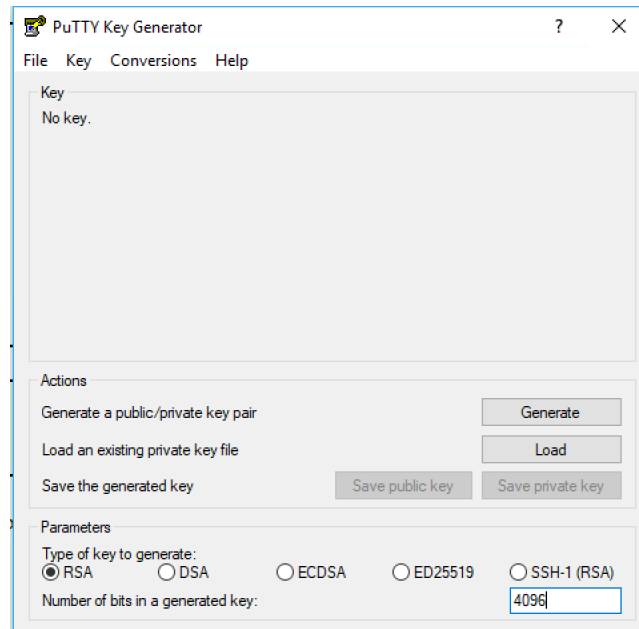 PuTTY Key Generator ? ×
File Key Conversions Help
Key
No key.
Actions
Generate a public/private key pair Generate
Load an existing private key file Load
Save the generated key Save public key Save private key
Parameters
Type of key to generate:
RSA DSA ECDSA ED25519 SSH-1 (RSA)
Number of bits in a generated key: 4096